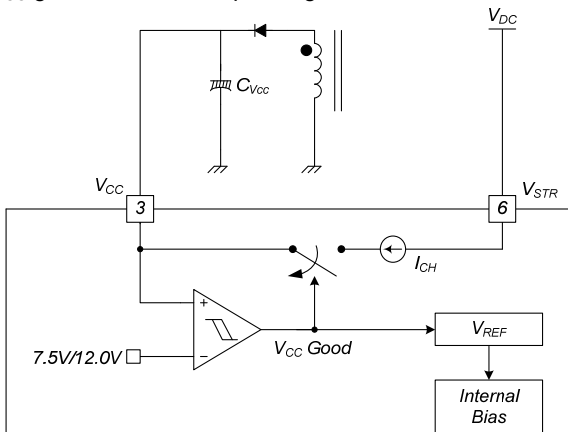 V_DC
C_Vcc
V_CC
3
6
V_STR
I_CH
7.5V/12.0V
+
−
V_CC Good
V_REF
Internal
Bias